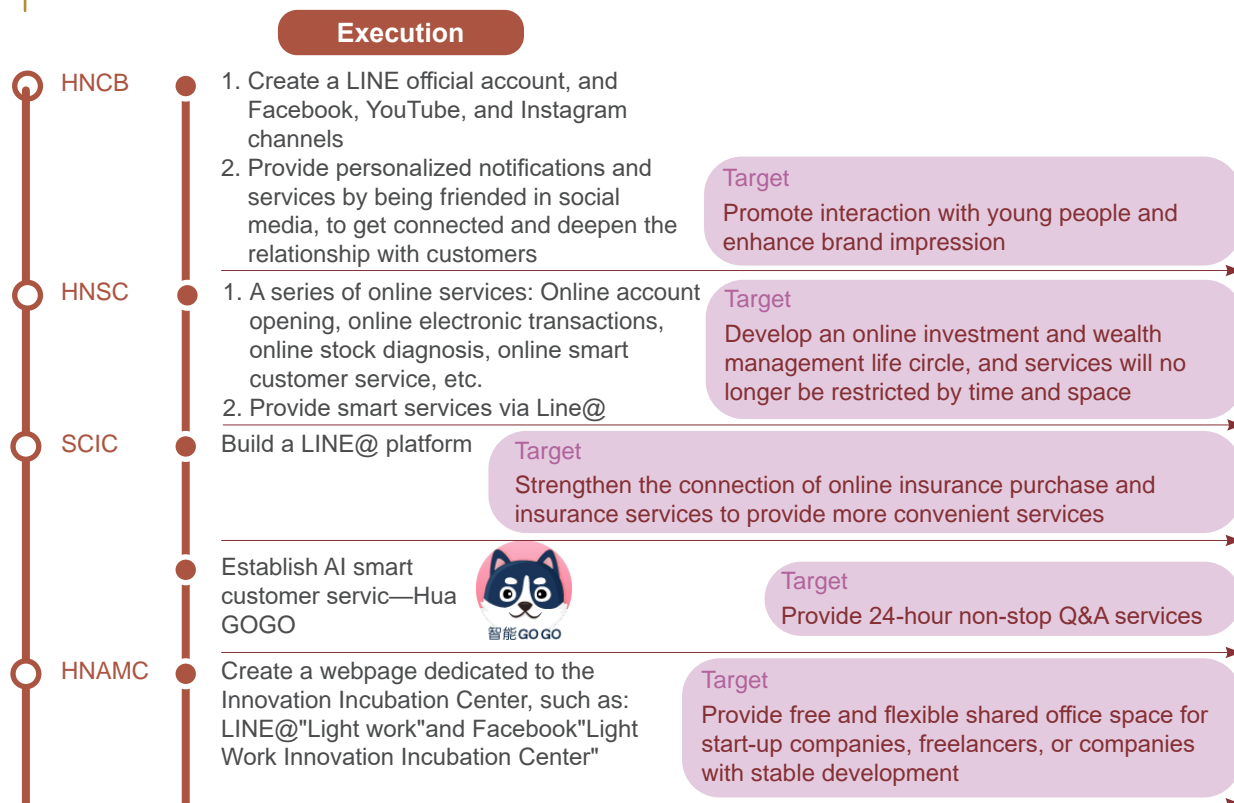 Execution
HNCB
1. Create a LINE official account, and
Facebook, YouTube, and Instagram
channels
2. Provide personalized notifications and
services by being friended in social
media, to get connected and deepen the
relationship with customers
Target
Promote interaction with young people and
enhance brand impression
HNSC
1. A series of online services: Online account
opening, online electronic transactions,
online stock diagnosis, online smart
customer service, etc.
2. Provide smart services via Line@
Target
Develop an online investment and wealth
management life circle, and services will no
longer be restricted by time and space
SCIC
Build a LINE@ platform
Target
Strengthen the connection of online insurance purchase and
insurance services to provide more convenient services
Establish AI smart
customer servic—Hua
GOGO
智能GO GO
Target
Provide 24-hour non-stop Q&A services
HNAMC
Create a webpage dedicated to the
Innovation Incubation Center, such as:
LINE@"Light work"and Facebook"Light
Work Innovation Incubation Center"
Target
Provide free and flexible shared office space for
start-up companies, freelancers, or companies
with stable development